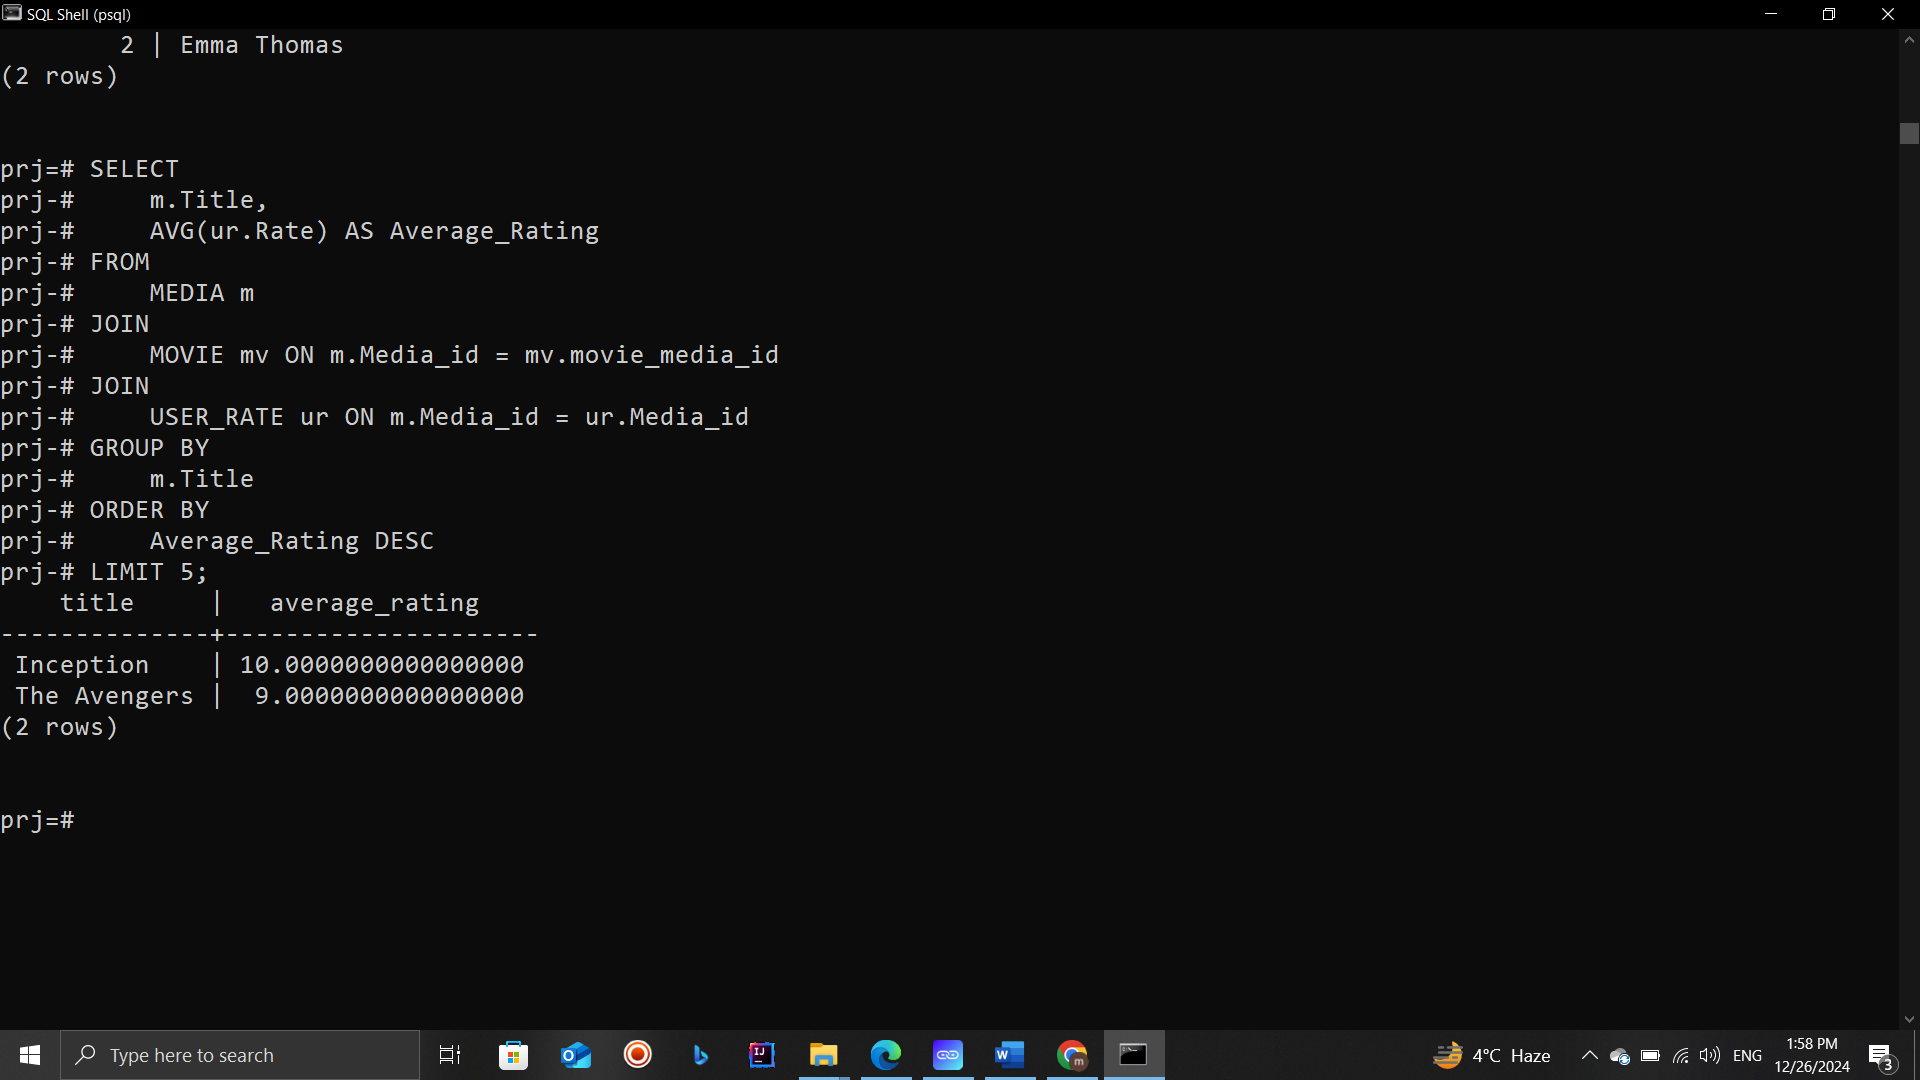 SQL Shell (psql)
        2 | Emma Thomas
(2 rows)
prj=# SELECT
prj-#     m.Title,
prj-#     AVG(ur.Rate) AS Average_Rating
prj-# FROM
prj-#     MEDIA m
prj-# JOIN
prj-#     MOVIE mv ON m.Media_id = mv.movie_media_id
prj-# JOIN
prj-#     USER_RATE ur ON m.Media_id = ur.Media_id
prj-# GROUP BY
prj-#     m.Title
prj-# ORDER BY
prj-#     Average_Rating DESC
prj-# LIMIT 5;
    title     |   average_rating
--------------+---------------------
 Inception    | 10.0000000000000000
 The Avengers |  9.0000000000000000
(2 rows)
prj=#
Type here to search
4°C Haze
ENG
1:58 PM
12/26/2024
3